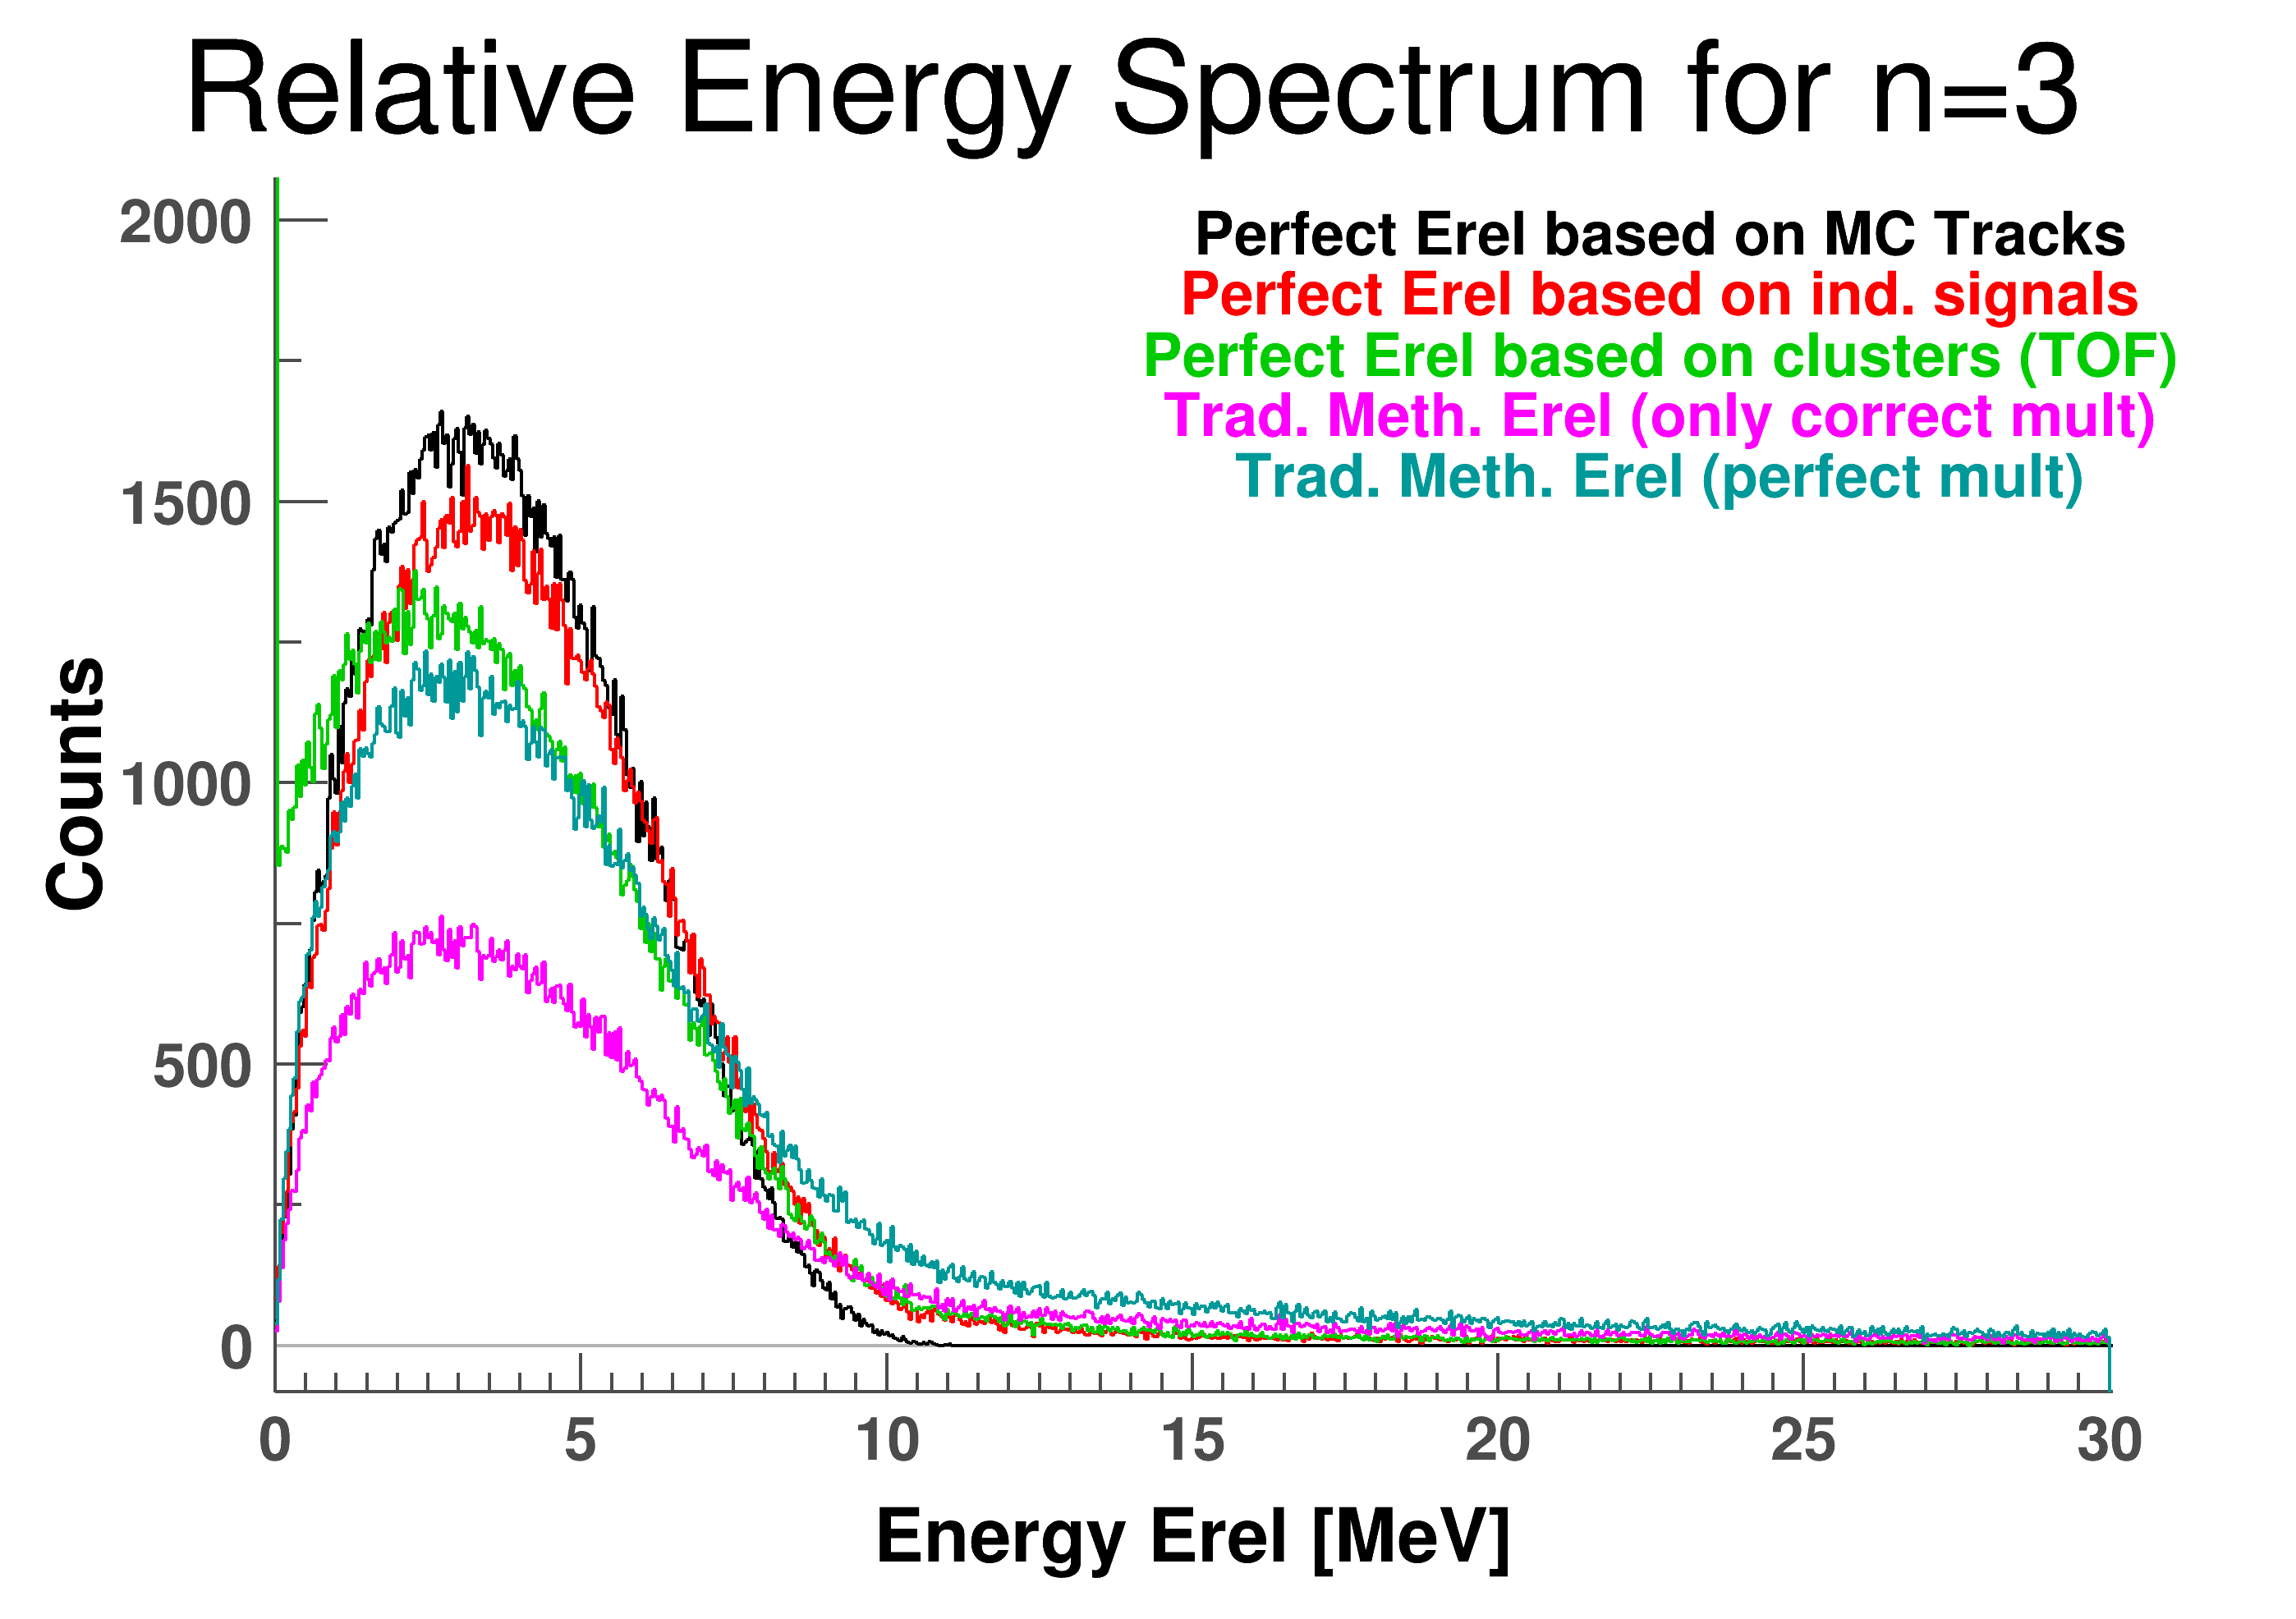 Relative Energy Spectrum for n=3
Perfect Erel based on MC Tracks
Perfect Erel based on ind. signals
Perfect Erel based on clusters (TOF)
Trad. Meth. Erel (only correct mult)
Trad. Meth. Erel (perfect mult)
Counts
2000
1500
1000
500
0
0 5 10 15 20 25 30
Energy Erel [MeV]